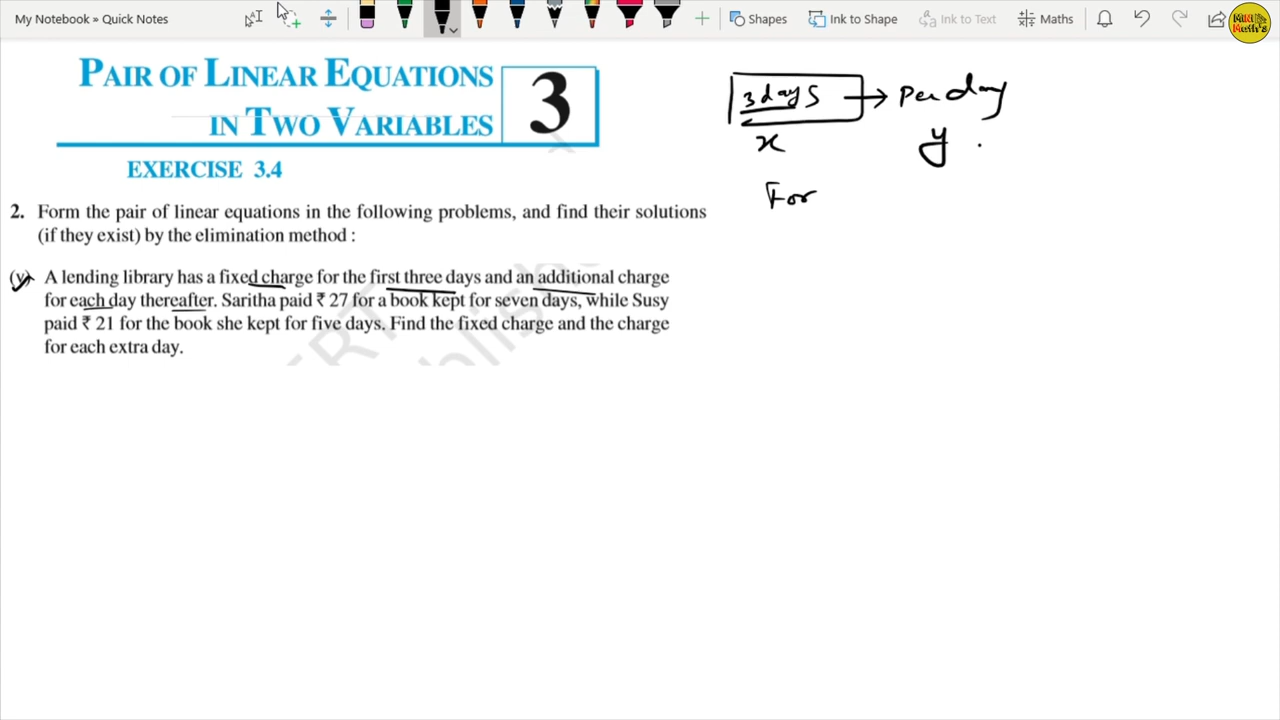 My Notebook » Quick Notes
Shapes
Ink to Shape
Ink to Text
Maths
PAIR OF LINEAR EQUATIONS
IN TWO VARIABLES
3
EXERCISE 3.4
2. Form the pair of linear equations in the following problems, and find their solutions
(if they exist) by the elimination method :
(v) A lending library has a fixed charge for the first three days and an additional charge
for each day thereafter. Saritha paid ₹ 27 for a book kept for seven days, while Susy
paid ₹ 21 for the book she kept for five days. Find the fixed charge and the charge
for each extra day.
3 days → Per day
x y .
For